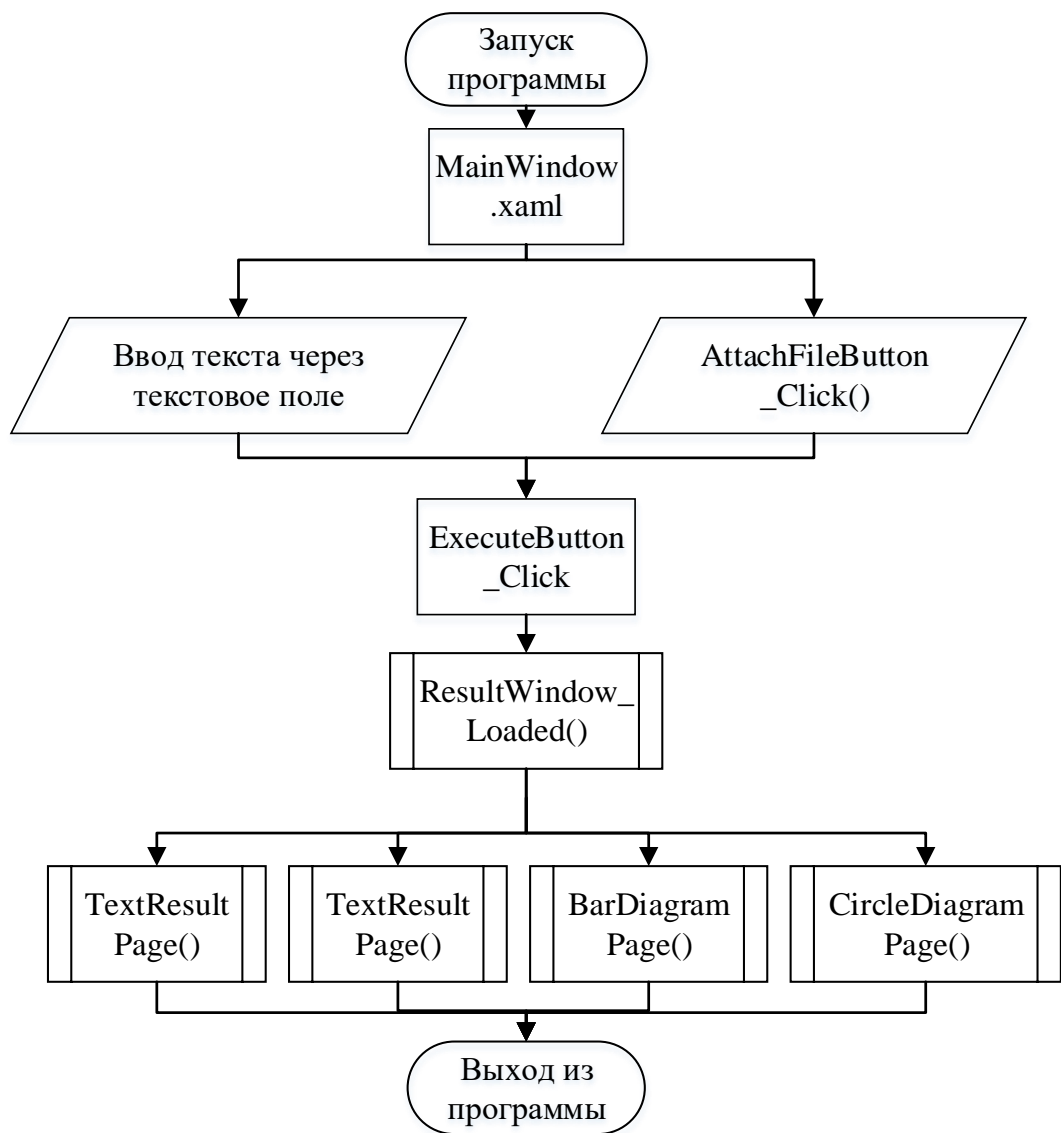 Запуск
программы
MainWindow
.xaml
Ввод текста через
текстовое поле
AttachFileButton
_Click()
ExecuteButton
_Click
ResultWindow_
Loaded()
TextResult
Page()
TextResult
Page()
BarDiagram
Page()
CircleDiagram
Page()
Выход из
программы